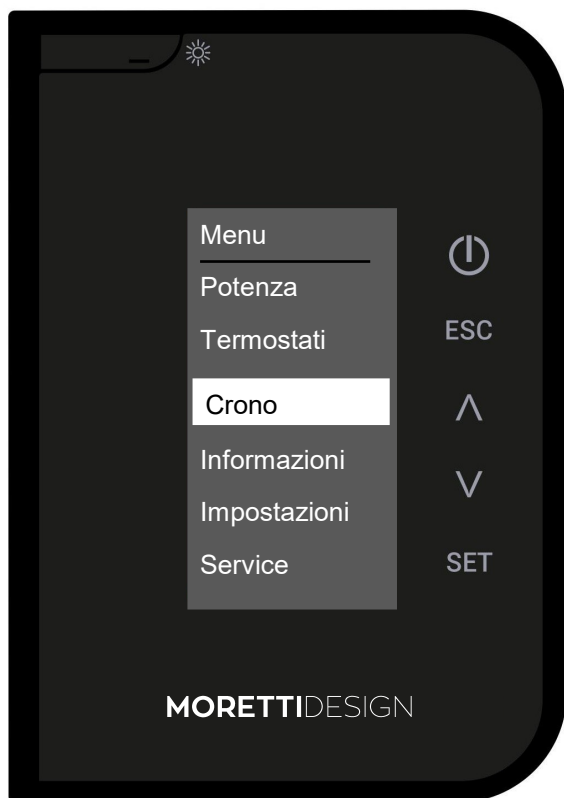 Menu
Potenza
Termostati
ESC
Crono
Informazioni
Impostazioni
Service
SET
MORETTIDESIGN